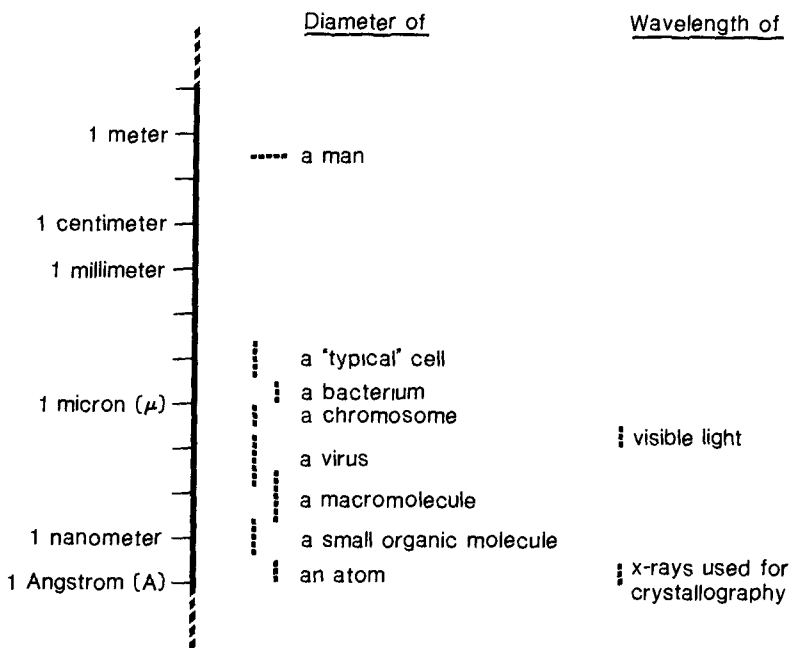 Diameter of
Wavelength of
1 meter
a man
1 centimeter
1 millimeter
a "typical" cell
a bacterium
1 micron (μ)
a chromosome
visible light
a virus
a macromolecule
1 nanometer
a small organic molecule
1 Angstrom (A)
an atom
x-rays used for
crystallography